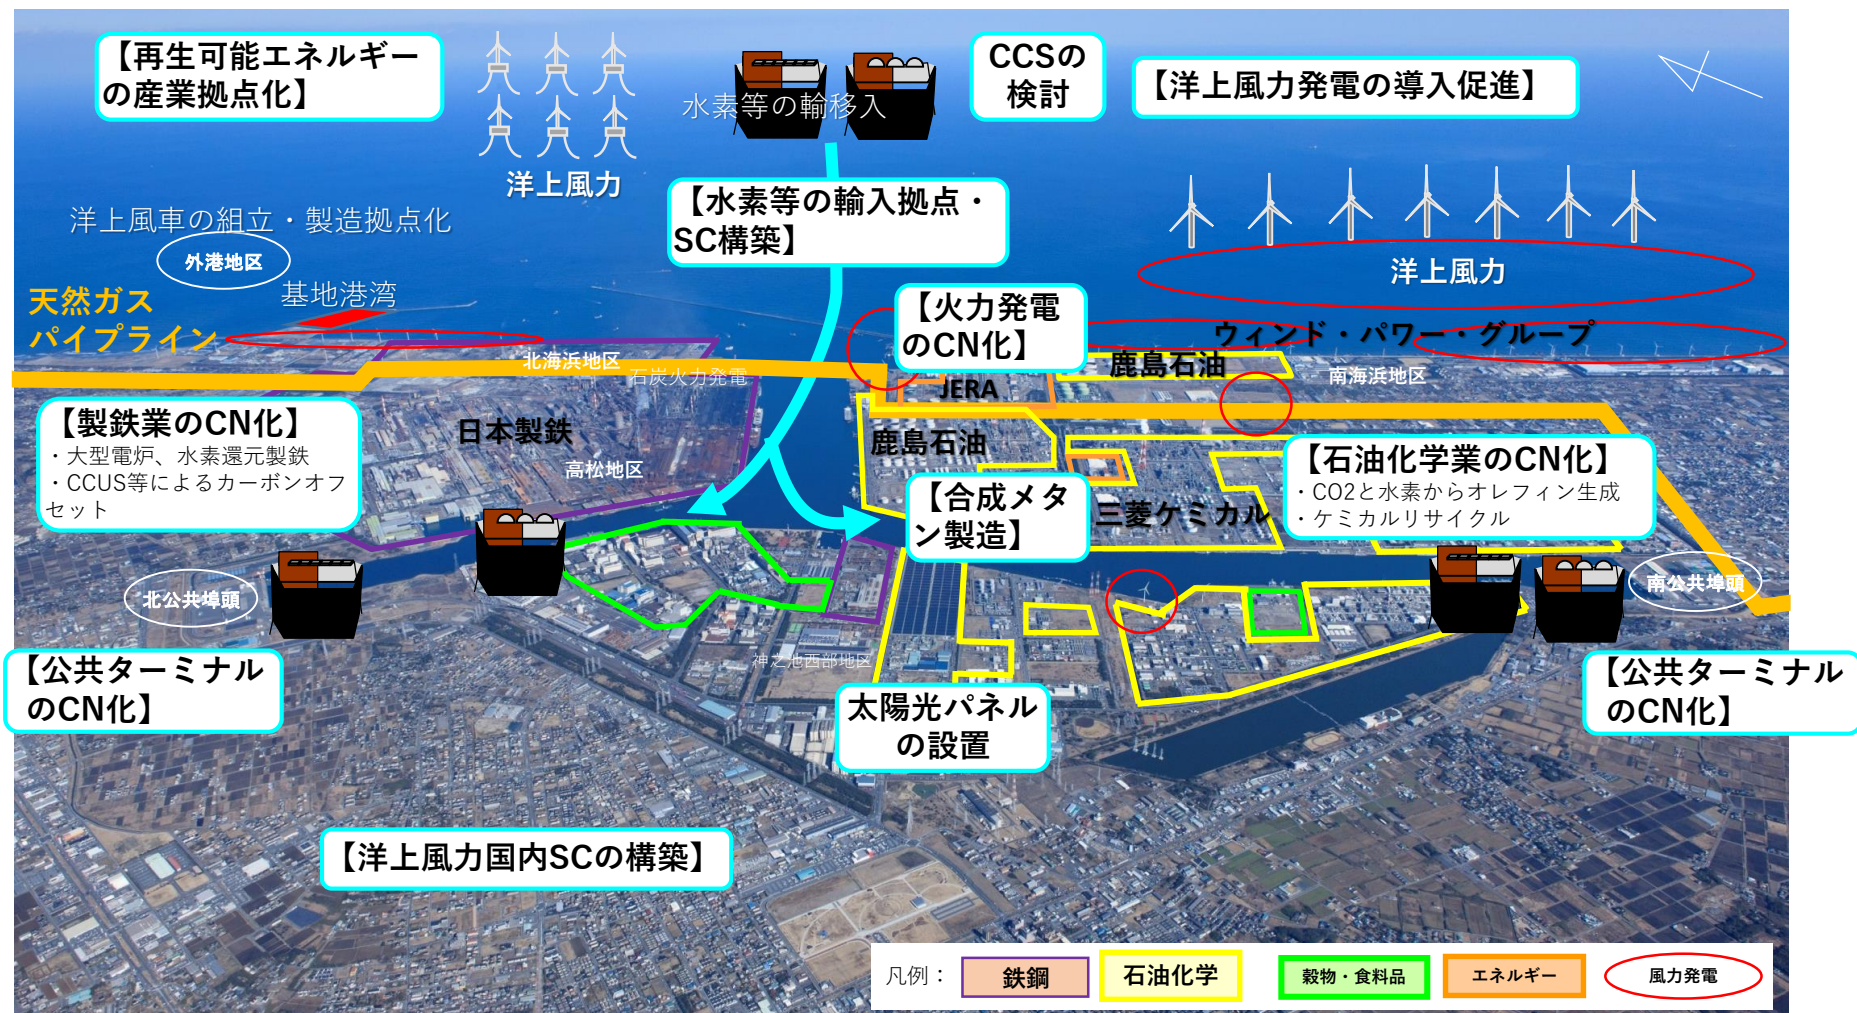 【再生可能エネルギー
の産業拠点化】
水素等の輸移入
CCSの
検討
【洋上風力発電の導入促進】
洋上風力
【水素等の輸入拠点・
SC構築】
洋上風車の組立・製造拠点化
外港地区
基地港湾
洋上風力
天然ガス
パイプライン
【火力発電
のCN化】
ウィンド・パワー・グループ
北海浜地区
石炭火力発電
鹿島石油
南海浜地区
JERA
【製鉄業のCN化】
・大型電炉、水素還元製鉄
・CCUS等によるカーボンオフ
セット
日本製鉄
高松地区
鹿島石油
【石油化学業のCN化】
・CO2と水素からオレフィン生成
・ケミカルリサイクル
【合成メタ
ン製造】
三菱ケミカル
北公共埠頭
南公共埠頭
神之池西部地区
【公共ターミナル
のCN化】
【公共ターミナル
のCN化】
太陽光パネル
の設置
【洋上風力国内SCの構築】
凡例：
鉄鋼
石油化学
穀物・食料品
エネルギー
風力発電